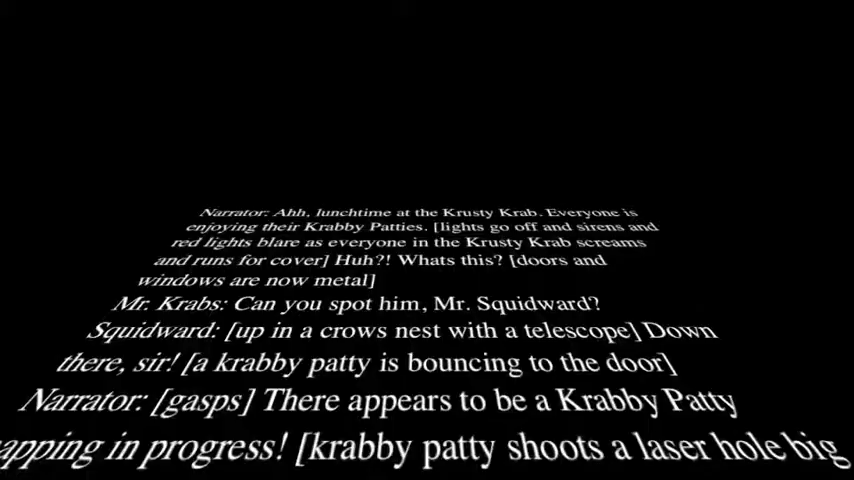 Narrator: Ahh, lunchtime at the Krusty Krab. Everyone is
enjoying their Krabby Patties. [lights go off and sirens and
red lights blare as everyone in the Krusty Krab screams
and runs for cover] Huh?! Whats this? [doors and
windows are now metal]
Mr. Krabs: Can you spot him, Mr. Squidward?
Squidward: [up in a crows nest with a telescope] Down
there, sir! [a krabby patty is bouncing to the door]
Narrator: [gasps] There appears to be a Krabby Patty
apping in progress! [krabby patty shoots a laser hole big